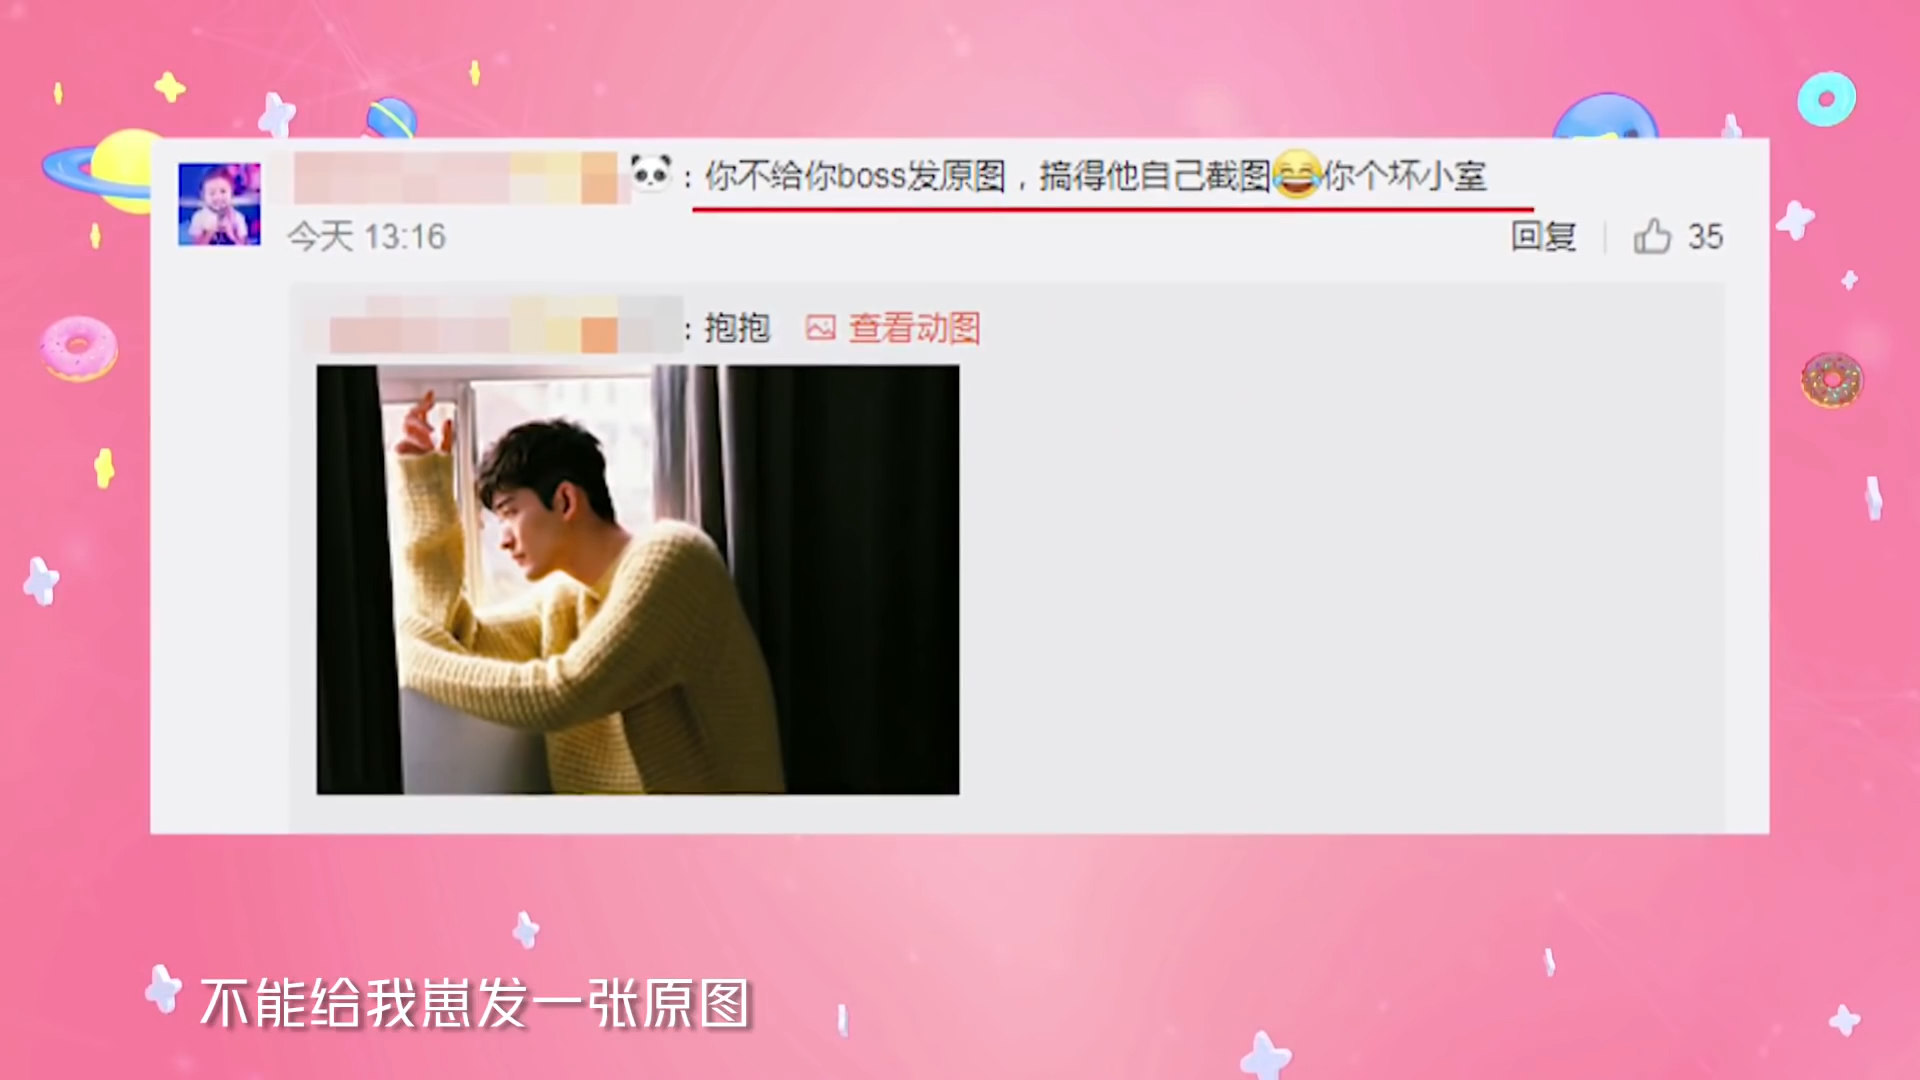 ：你不给你boss发原图，搞得他自己截图😂你个坏小室
今天 13:16
回复 35
：抱抱 查看动图
不能给我崽发一张原图